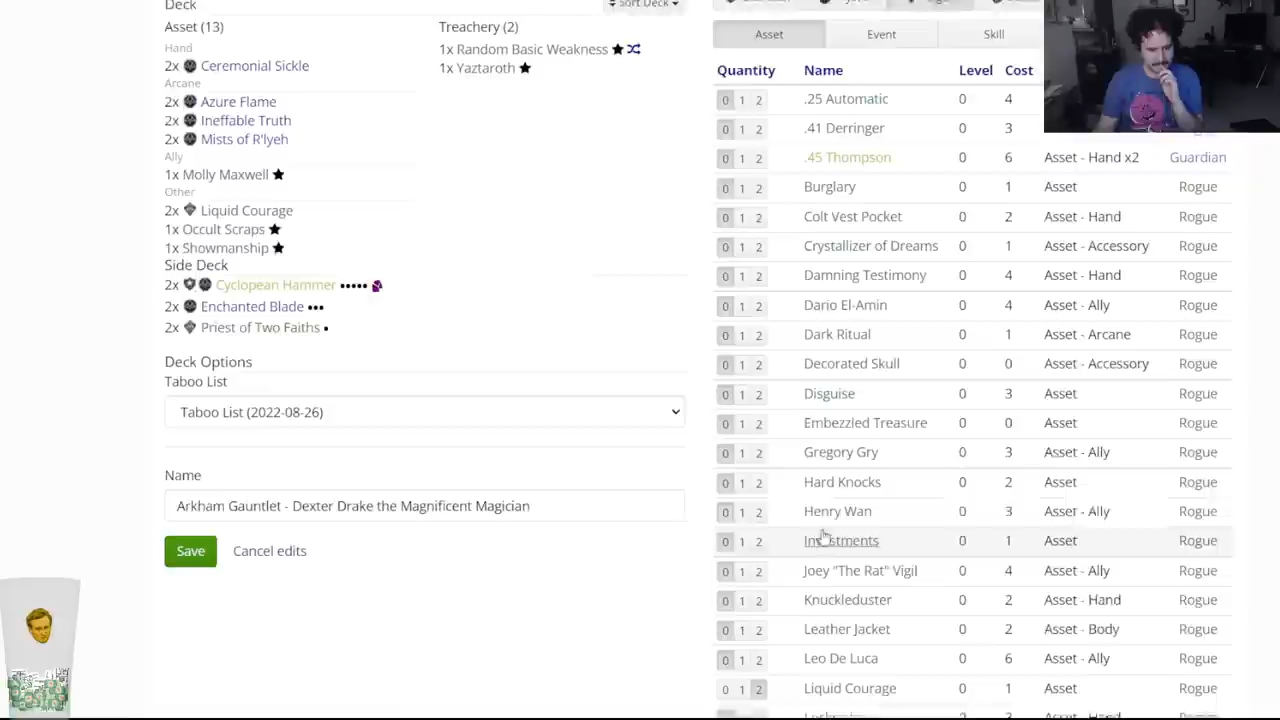 Deck
Sort Deck
Asset (13)
Hand
2x Ceremonial Sickle
Arcane
2x Azure Flame
2x Ineffable Truth
2x Mists of R'lyeh
Ally
1x Molly Maxwell
Other
2x Liquid Courage
1x Occult Scraps
1x Showmanship
Side Deck
2x Cyclopean Hammer
2x Enchanted Blade
2x Priest of Two Faiths
Treachery (2)
1x Random Basic Weakness
1x Yaztaroth
Deck Options
Taboo List
Taboo List (2022-08-26)
Name
Arkham Gauntlet - Dexter Drake the Magnificent Magician
Save Cancel edits
Asset Event Skill
Quantity Name Level Cost
0 1 2 .25 Automatic 0 4
0 1 2 .41 Derringer 0 3
0 1 2 .45 Thompson 0 6 Asset - Hand x2 Guardian
0 1 2 Burglary 0 1 Asset Rogue
0 1 2 Colt Vest Pocket 0 2 Asset - Hand Rogue
0 1 2 Crystallizer of Dreams 0 1 Asset - Accessory Rogue
0 1 2 Damning Testimony 0 4 Asset - Hand Rogue
0 1 2 Dario El-Amin 0 4 Asset - Ally Rogue
0 1 2 Dark Ritual 0 1 Asset - Arcane Rogue
0 1 2 Decorated Skull 0 0 Asset - Accessory Rogue
0 1 2 Disguise 0 3 Asset Rogue
0 1 2 Embezzled Treasure 0 0 Asset Rogue
0 1 2 Gregory Gry 0 3 Asset - Ally Rogue
0 1 2 Hard Knocks 0 2 Asset Rogue
0 1 2 Henry Wan 0 3 Asset - Ally Rogue
0 1 2 Investments 0 1 Asset Rogue
0 1 2 Joey "The Rat" Vigil 0 4 Asset - Ally Rogue
0 1 2 Knuckleduster 0 2 Asset - Hand Rogue
0 1 2 Leather Jacket 0 2 Asset - Body Rogue
0 1 2 Leo De Luca 0 6 Asset - Ally Rogue
0 1 2 Liquid Courage 0 1 Asset Rogue